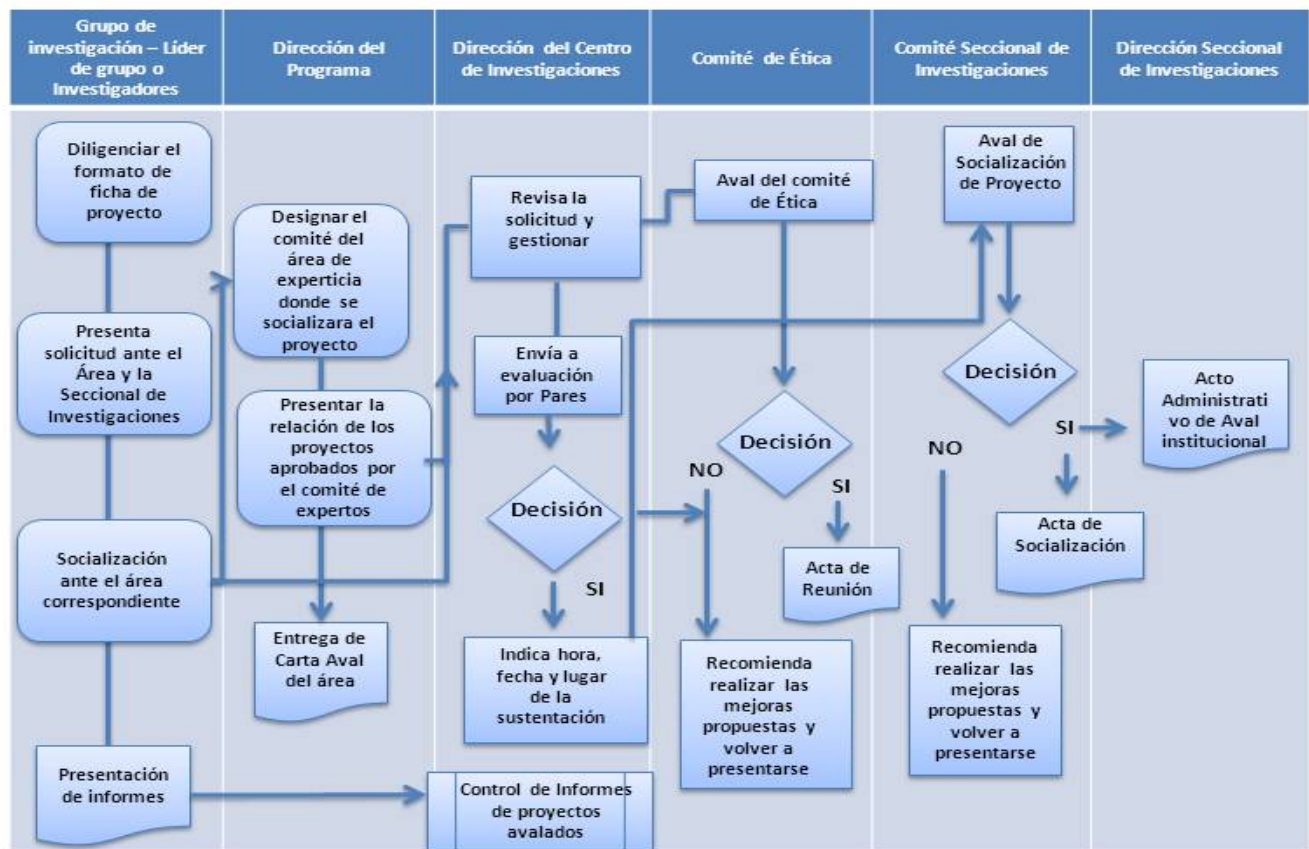 Grupo de
investigación – Líder
de grupo o
Investigadores
Dirección del
Programa
Dirección del Centro
de Investigaciones
Comité de Ética
Comité Seccional de
Investigaciones
Dirección Seccional
de Investigaciones
Diligenciar el
formato de
ficha de
proyecto
Presenta
solicitud ante el
Área y la
Seccional de
Investigaciones
Socialización
ante el área
correspondiente
Presentación
de informes
Designar el
comité del
área de
experticia
donde se
socializara el
proyecto
Presentar la
relación de los
proyectos
aprobados por
el comité de
expertos
Entrega de
Carta Aval
del área
Revisa la
solicitud y
gestionar
Envía a
evaluación
por Pares
Decisión
SI
Indica hora,
fecha y lugar
de la
sustentación
Control de Informes
de proyectos
avalados
Aval del comité
de Ética
Decisión
NO
SI
Acta de
Reunión
Recomienda
realizar las
mejoras
propuestas y
volver a
presentarse
Aval de
Socialización
de Proyecto
Decisión
NO
SI
Acta de
Socialización
Recomienda
realizar las
mejoras
propuestas y
volver a
presentarse
Acto
Administrati
vo de Aval
institucional